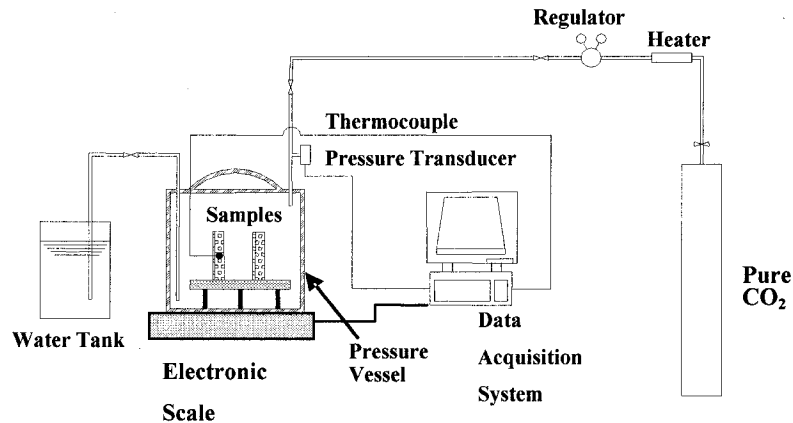 Regulator
Heater
Thermocouple
Pressure Transducer
Samples
Pure
CO₂
Water Tank
Pressure
Vessel
Data
Acquisition
System
Electronic
Scale